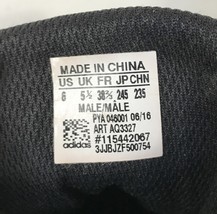 MADE IN CHINA
US UK FR JP CHN
6 5½ 38⅔ 245 235
MALE/MÂLE
PYA 046001 06/16
ART AQ3327
adidas #115442067
3JJBJZF500754